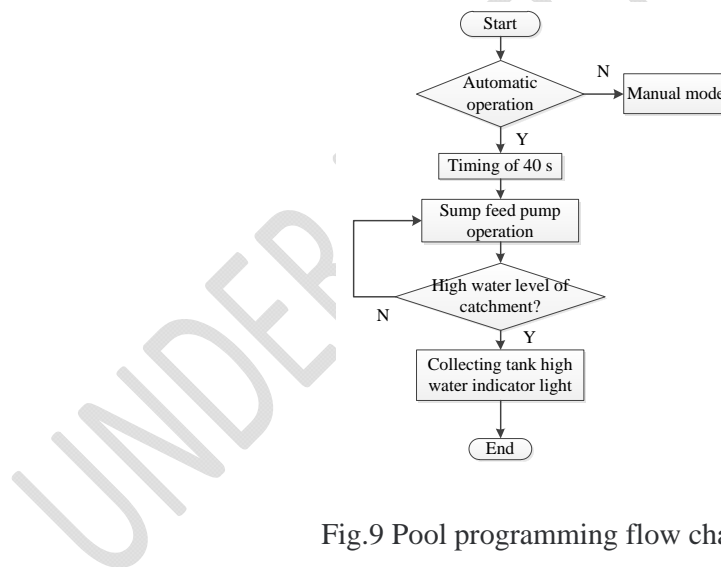 Start
Automatic
operation
N
Manual mode
Y
Timing of 40 s
Sump feed pump
operation
High water level of
catchment?
N
Y
Collecting tank high
water indicator light
End
UNDER
Fig.9 Pool programming flow cha